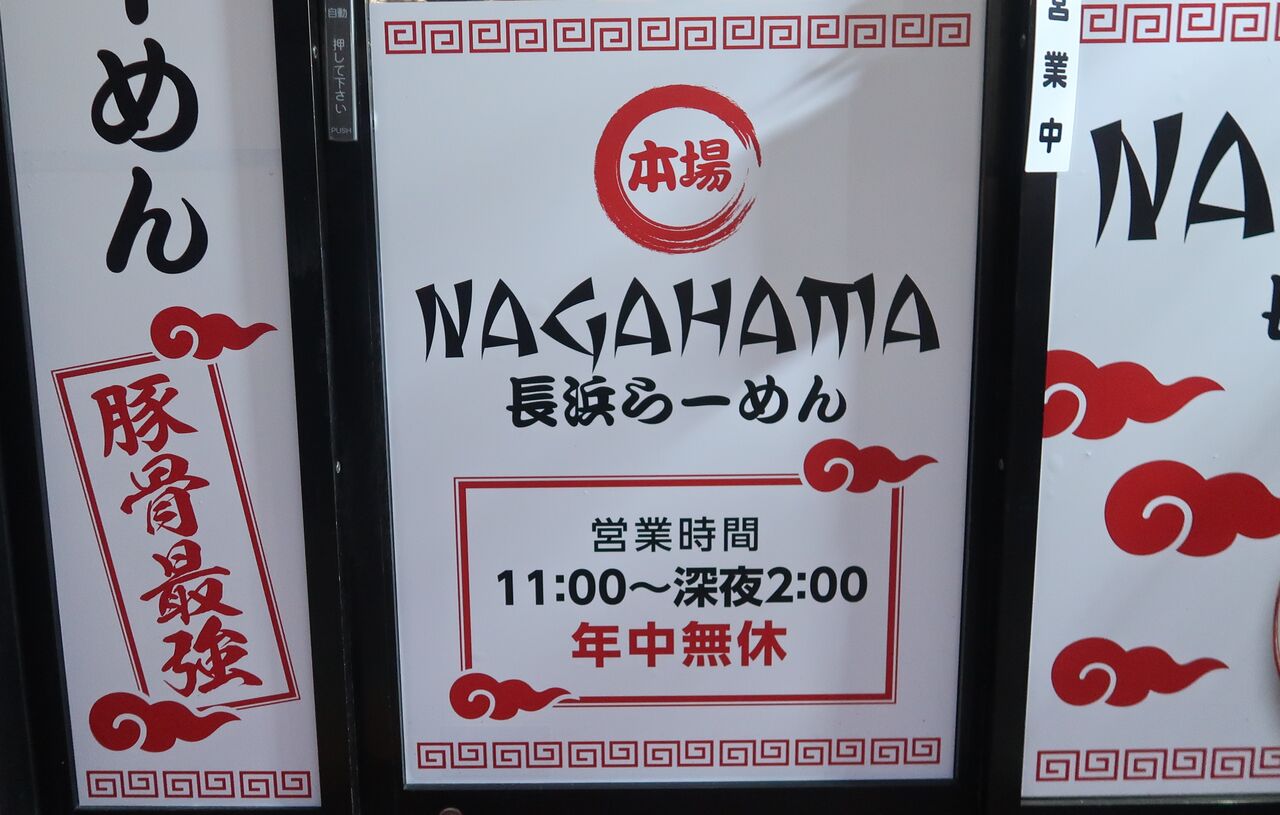 ーめん
豚骨最強
自動
押して下さい
PUSH
本場
NAGAHAMA
長浜らーめん
営業時間
11:00〜深夜2:00
年中無休
営業中
NA